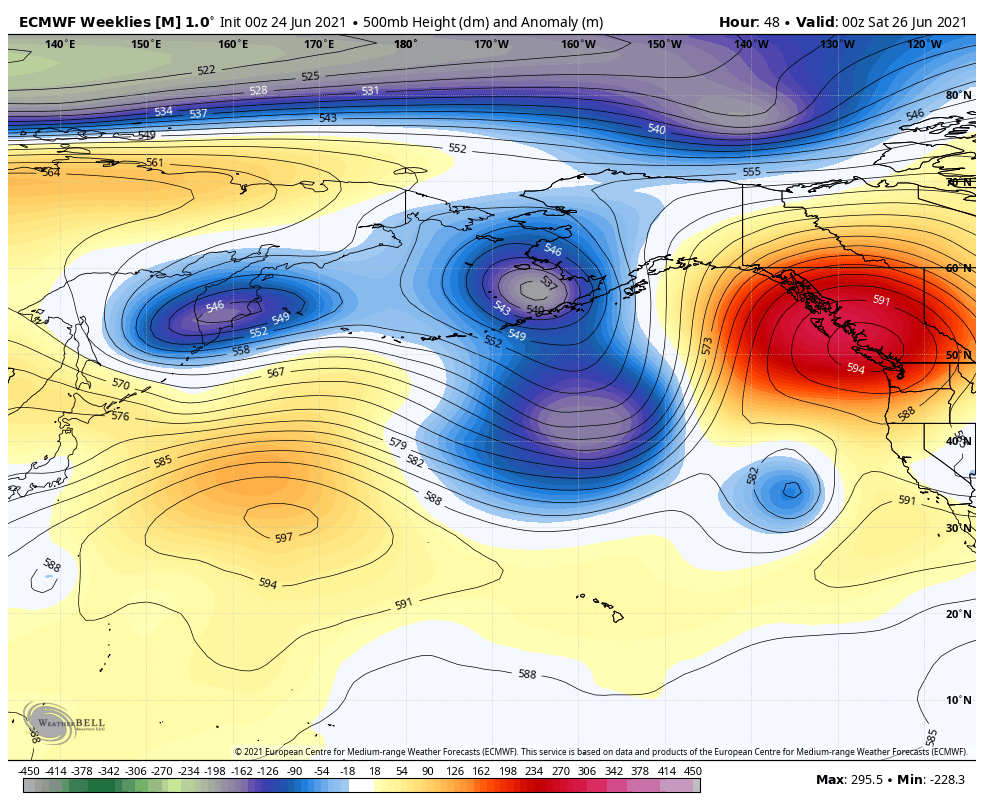 ECMWF Weeklies [M] 1.0° Init 00z 24 Jun 2021 • 500mb Height (dm) and Anomaly (m)
Hour: 48 • Valid: 00z Sat 26 Jun 2021
140°E 150°E 160°E 170°E 180° 170°W 160°W 150°W 140°W 130°W 120°W
522
525
528 531
80°N
534 537
543
546
540
549
552
561
555
564
70°N
546
60°N
537
546
543
540
591
549
552
549
552
558
573
50°N
567
594
570
576
588
579
40°N
585
582
582
588
591
30°N
597
588
594
591
20°N
588
10°N
585
WEATHERBELL
© 2021 European Centre for Medium-range Weather Forecasts (ECMWF). This service is based on data and products of the European Centre for Medium-range Weather Forecasts (ECMWF).
-450 -414 -378 -342 -306 -270 -234 -198 -162 -126 -90 -54 -18 18 54 90 126 162 198 234 270 306 342 378 414 450
Max: 295.5 • Min: -228.3